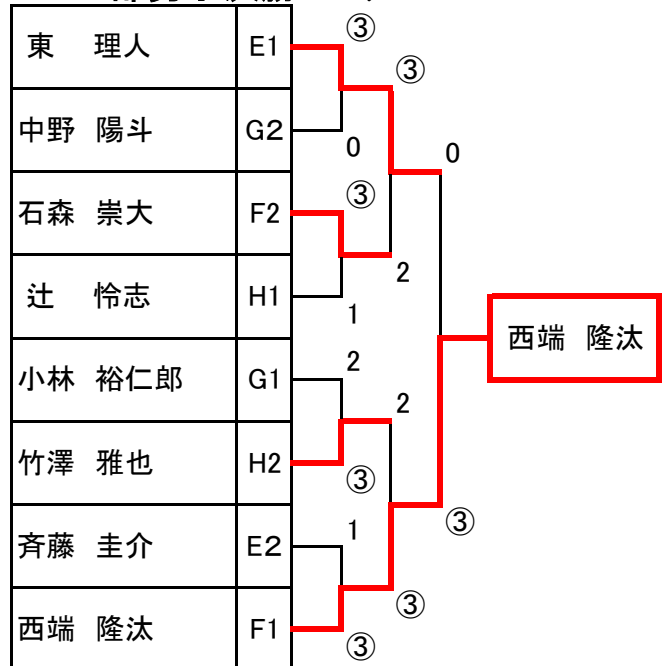 東 理人 E1 ③
③
中野 陽斗 G2 0
0
石森 崇大 F2 ③
2
辻 怜志 H1 1
西端 隆汰
小林 裕仁郎 G1 2
2
竹澤 雅也 H2 ③
③
斉藤 圭介 E2 1
③
西端 隆汰 F1 ③